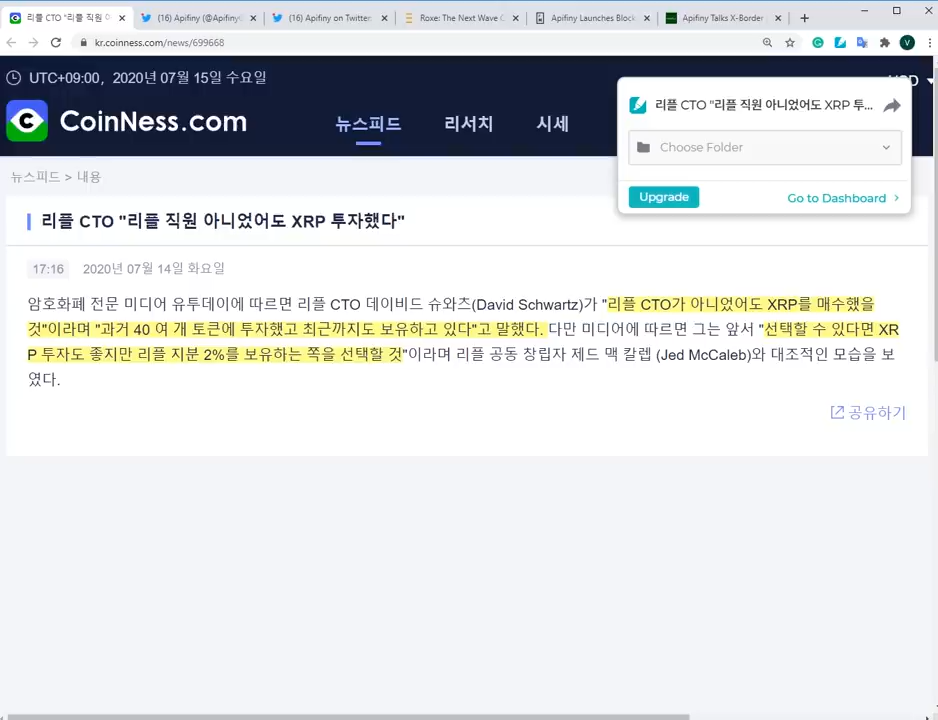 리플 CTO "리플 직원 아
(16) Apifiny (@Apifiny
(16) Apifiny on Twitter
Roxe: The Next Wave
Apifiny Launches Block
Apifiny Talks X-Border
kr.coinness.com/news/699668
V
UTC+09:00, 2020년 07월 15일 수요일
CoinNess.com
뉴스피드
리서치
시세
리플 CTO "리플 직원 아니었어도 XRP 투...
Choose Folder
Upgrade
Go to Dashboard
뉴스피드 > 내용
리플 CTO "리플 직원 아니었어도 XRP 투자했다"
17:16 2020년 07월 14일 화요일
암호화폐 전문 미디어 유투데이에 따르면 리플 CTO 데이비드 슈와츠(David Schwartz)가 "리플 CTO가 아니었어도 XRP를 매수했을
것"이라며 "과거 40 여 개 토큰에 투자했고 최근까지도 보유하고 있다"고 말했다. 다만 미디어에 따르면 그는 앞서 "선택할 수 있다면 XR
P 투자도 좋지만 리플 지분 2%를 보유하는 쪽을 선택할 것"이라며 리플 공동 창립자 제드 맥 칼렙 (Jed McCaleb)와 대조적인 모습을 보
였다.
공유하기